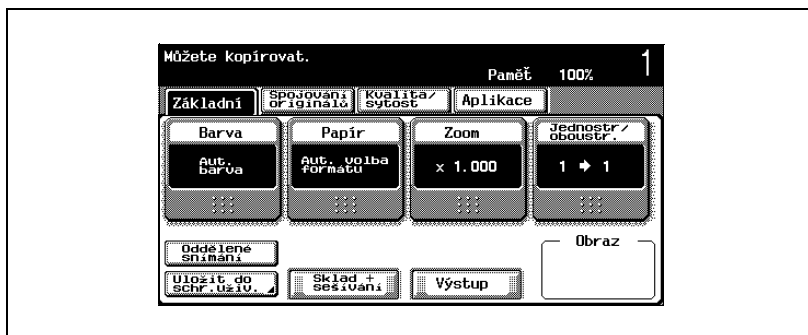 Můžete kopírovat.
Paměť 100% 1
Základní
Spojování
originálů
Kvalita/
sytost
Aplikace
Barva
Papír
Zoom
Jednostr/
oboustr.
Aut.
barva
Aut. volba
formátu
x 1.000
1 ➔ 1
Oddělené
snímání
Obraz
Uložit do
schr.uživ.
Sklad +
sešívání
Výstup